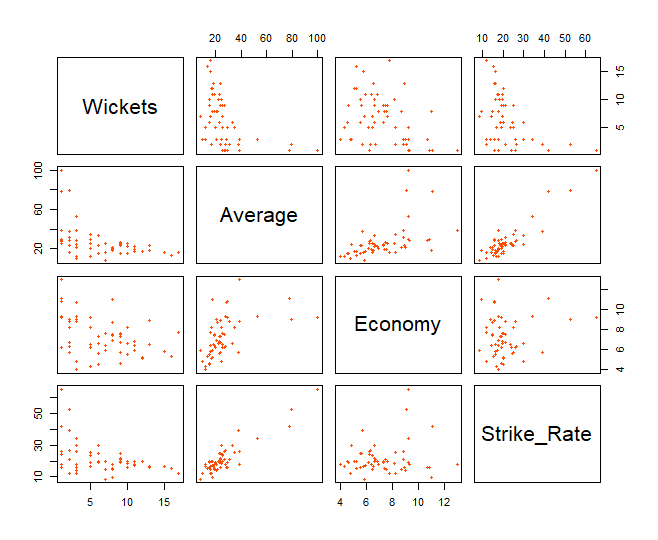 20 40 60 80 100
10 20 30 40 50 60
Wickets
5 10 15
20 60 100
Average
Economy
4 6 8 10
10 30 50
Strike_Rate
5 10 15
4 6 8 10 12